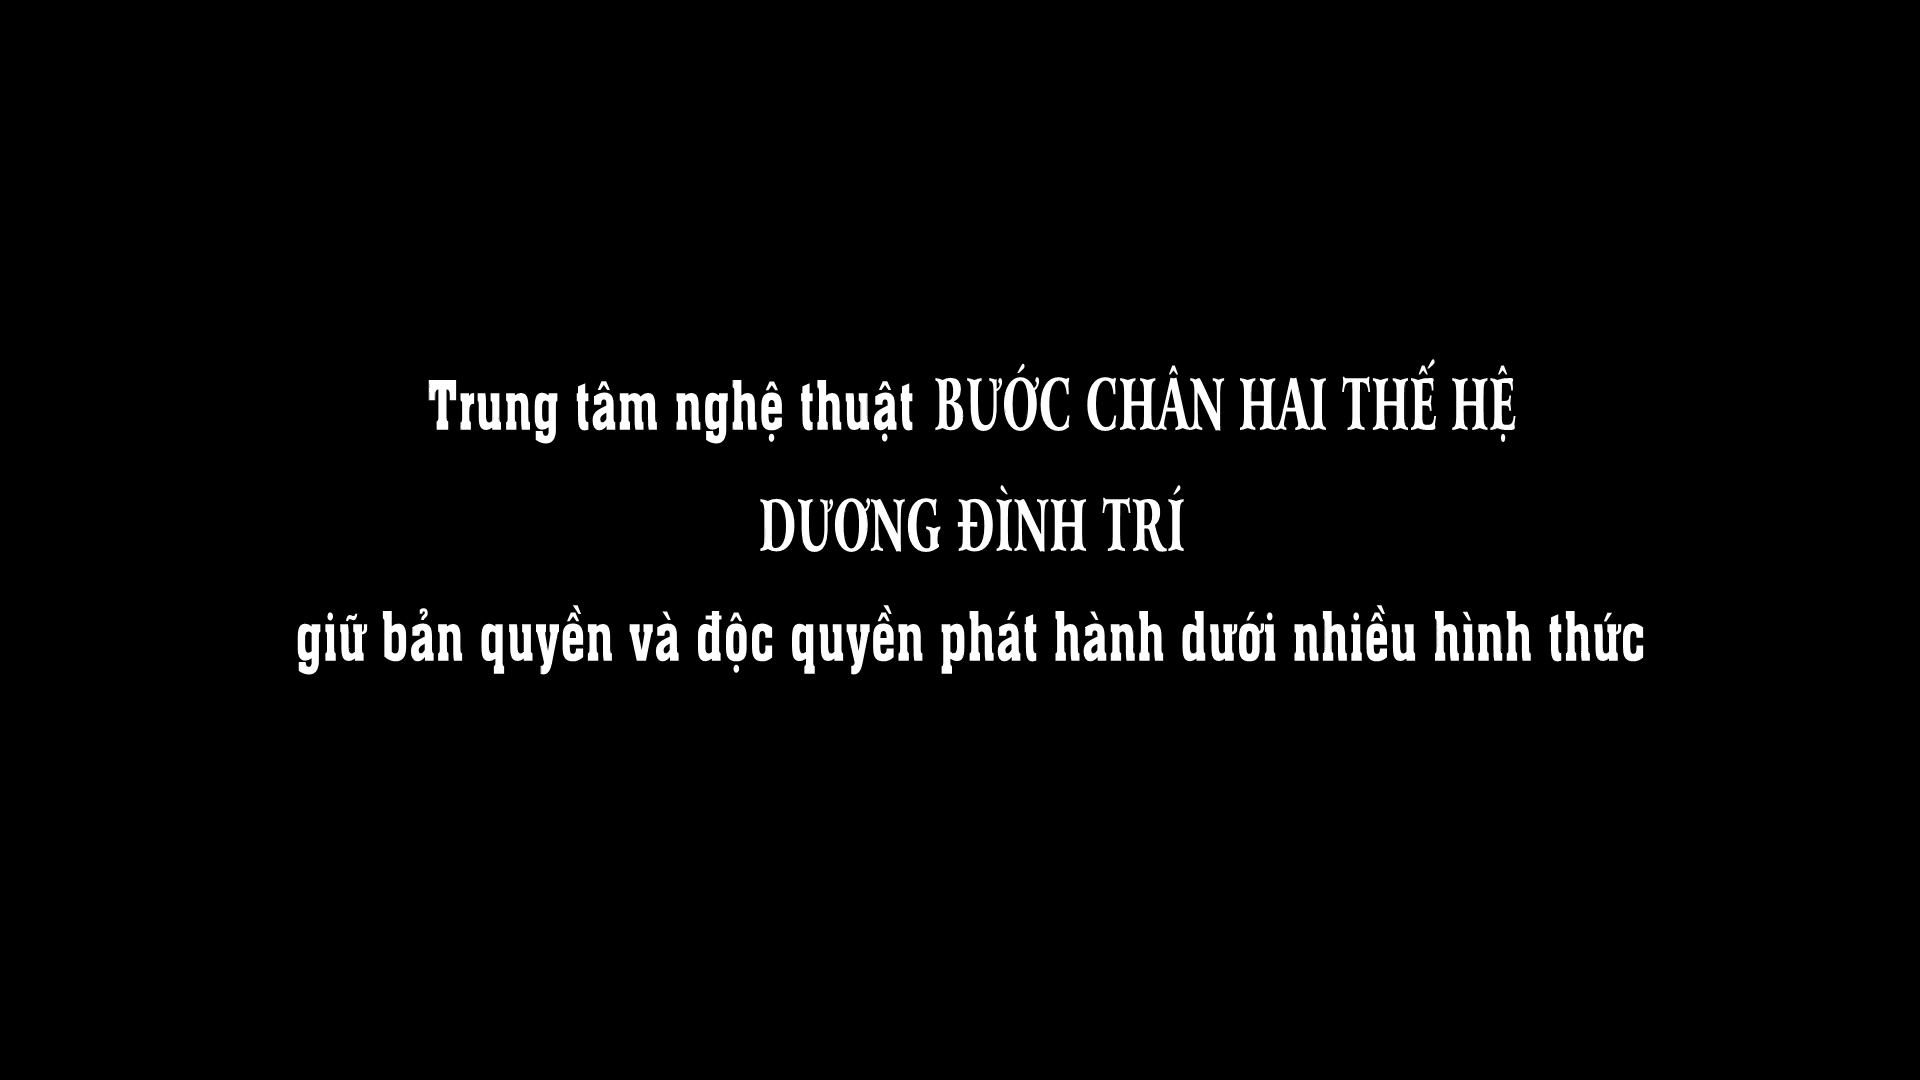 Trung tâm nghệ thuật BƯỚC CHÂN HAI THẾ HỆ
DƯƠNG ĐÌNH TRÍ
giữ bản quyền và độc quyền phát hành dưới nhiều hình thức